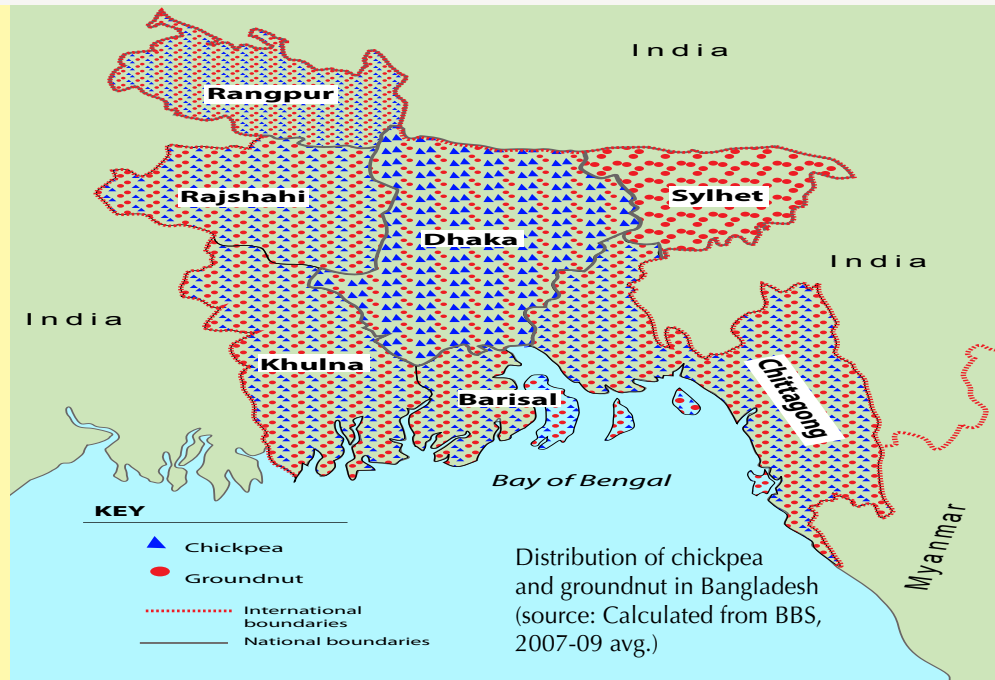 India
Rangpur
Rajshahi
Sylhet
Dhaka
India
India
Khulna
Barisal
Chittagong
Bay of Bengal
Myanmar
KEY
Chickpea
Groundnut
International
boundaries
National boundaries
Distribution of chickpea
and groundnut in Bangladesh
(source: Calculated from BBS,
2007-09 avg.)